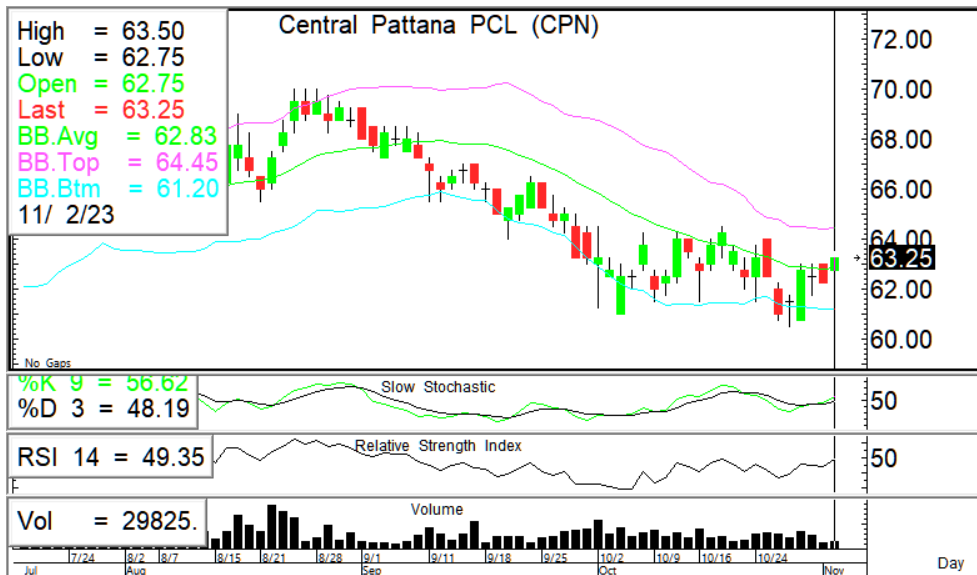 Central Pattana PCL (CPN)
High = 63.50
Low = 62.75
Open = 62.75
Last = 63.25
BB.Avg = 62.83
BB.Top = 64.45
BB.Btm = 61.20
11/ 2/23
72.00
70.00
68.00
66.00
64.00
63.25
62.00
60.00
No Gaps
%K 9 = 56.62
%D 3 = 48.19
Slow Stochastic
50
RSI 14 = 49.35
Relative Strength Index
50
Vol = 29825.
Volume
7/24 8/2 8/7 8/15 8/21 8/28 9/1 9/11 9/18 9/25 10/2 10/9 10/16 10/24
Jul Aug Sep Oct Nov
Day